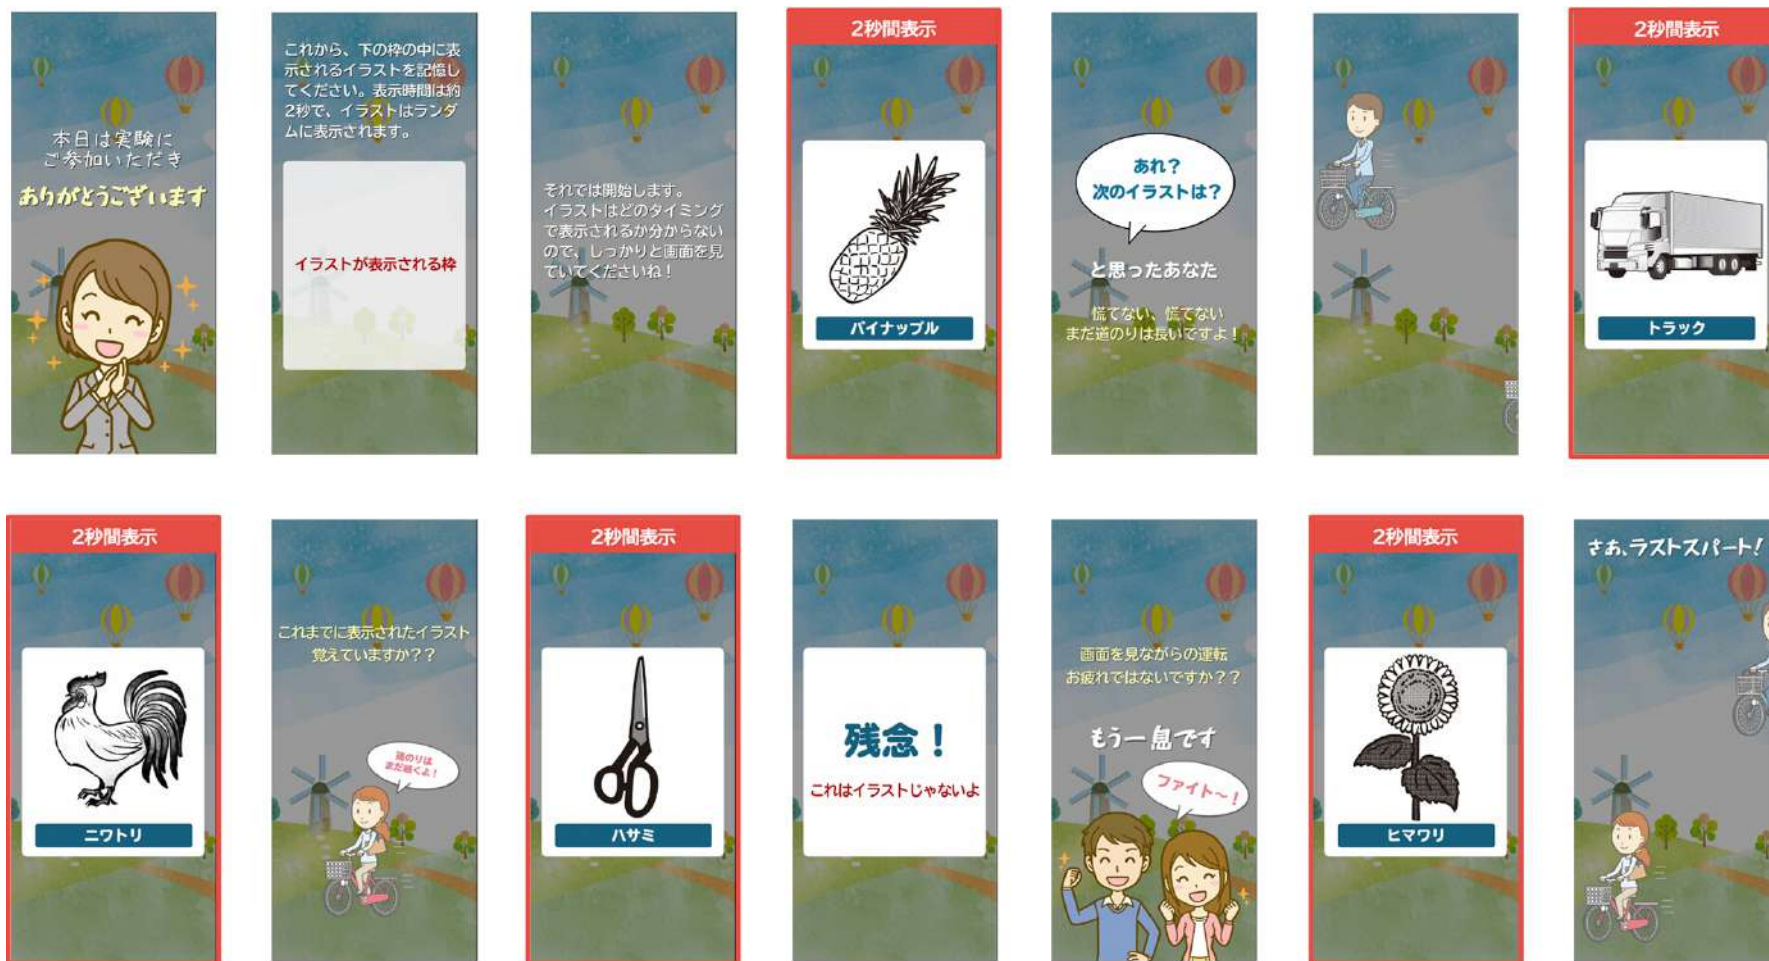 本日は実験に
ご参加いただき
ありがとうございます
これから、下の枠の中に表
示されるイラストを記憶し
てください。表示時間は約
2秒で、イラストはランダ
ムに表示されます。
イラストが表示される枠
それでは開始します。
イラストはどのタイミング
で表示されるか分からない
ので、しっかりと画面を見
ていてくださいね!
2秒間表示
パイナップル
あれ?
次のイラストは?
と思ったあなた
慌てない、慌てない
まだ道のりは長いですよ!
2秒間表示
トラック
2秒間表示
ニワトリ
これまでに表示されたイラスト
覚えていますか??
道のりは
まだ続くよ!
2秒間表示
ハサミ
残念!
これはイラストじゃないよ
画面を見ながらの運転
お疲れではないですか??
もう一息です
ファイト~!
2秒間表示
ヒマワリ
さあ、ラストスパート!